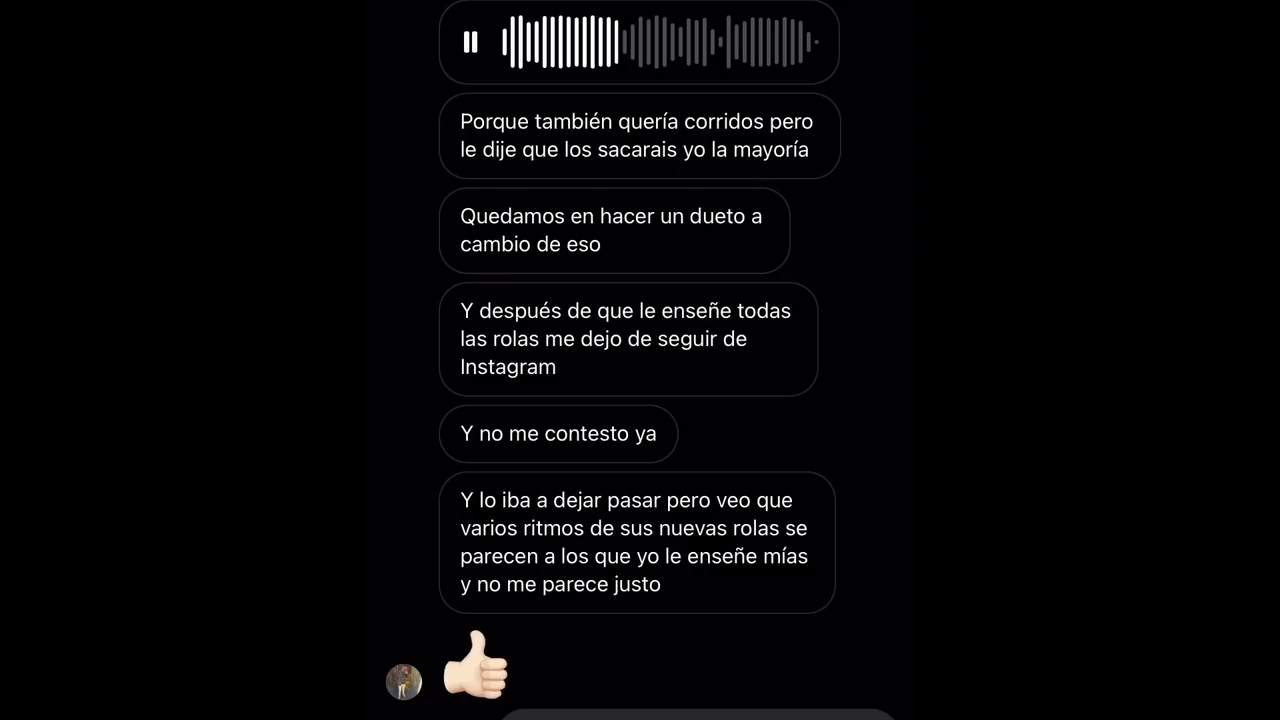 Porque también quería corridos pero
le dije que los sacarais yo la mayoría
Quedamos en hacer un dueto a
cambio de eso
Y después de que le enseñe todas
las rolas me dejo de seguir de
Instagram
Y no me contesto ya
Y lo iba a dejar pasar pero veo que
varios ritmos de sus nuevas rolas se
parecen a los que yo le enseñe mías
y no me parece justo